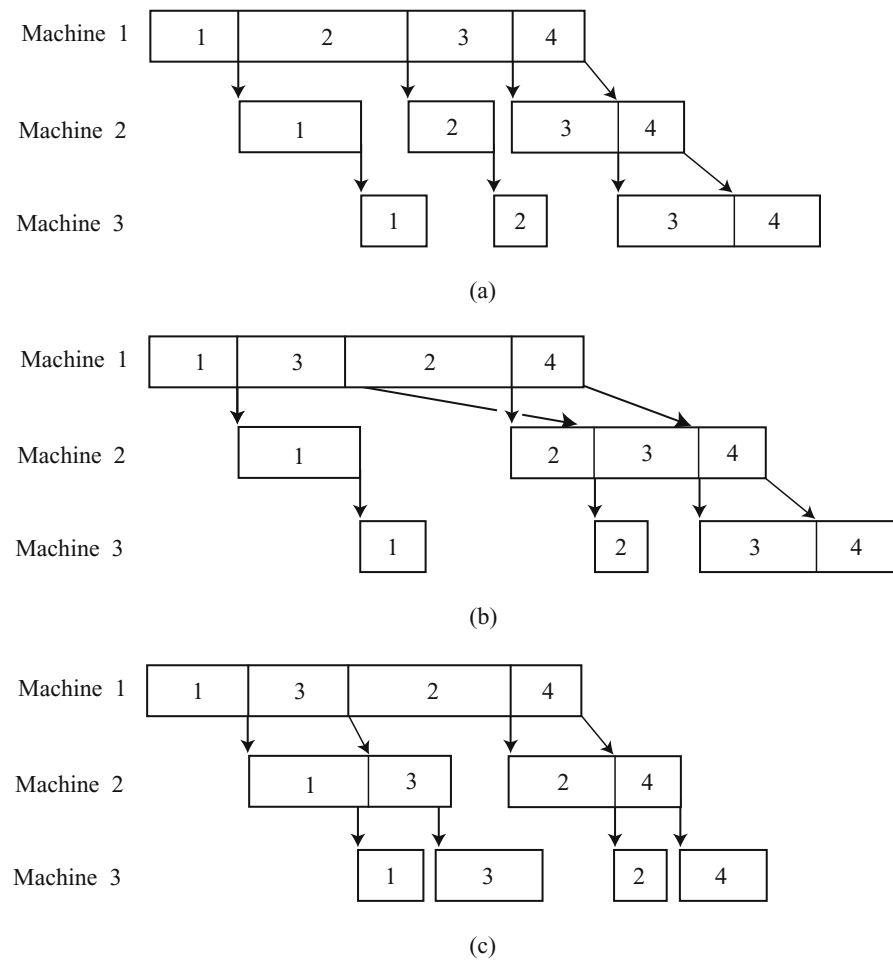 Machine 1 1 2 3 4
Machine 2 1 2 3 4
Machine 3 1 2 3 4
(a)
Machine 1 1 3 2 4
Machine 2 1 2 3 4
Machine 3 1 2 3 4
(b)
Machine 1 1 3 2 4
Machine 2 1 3 2 4
Machine 3 1 3 2 4
(c)